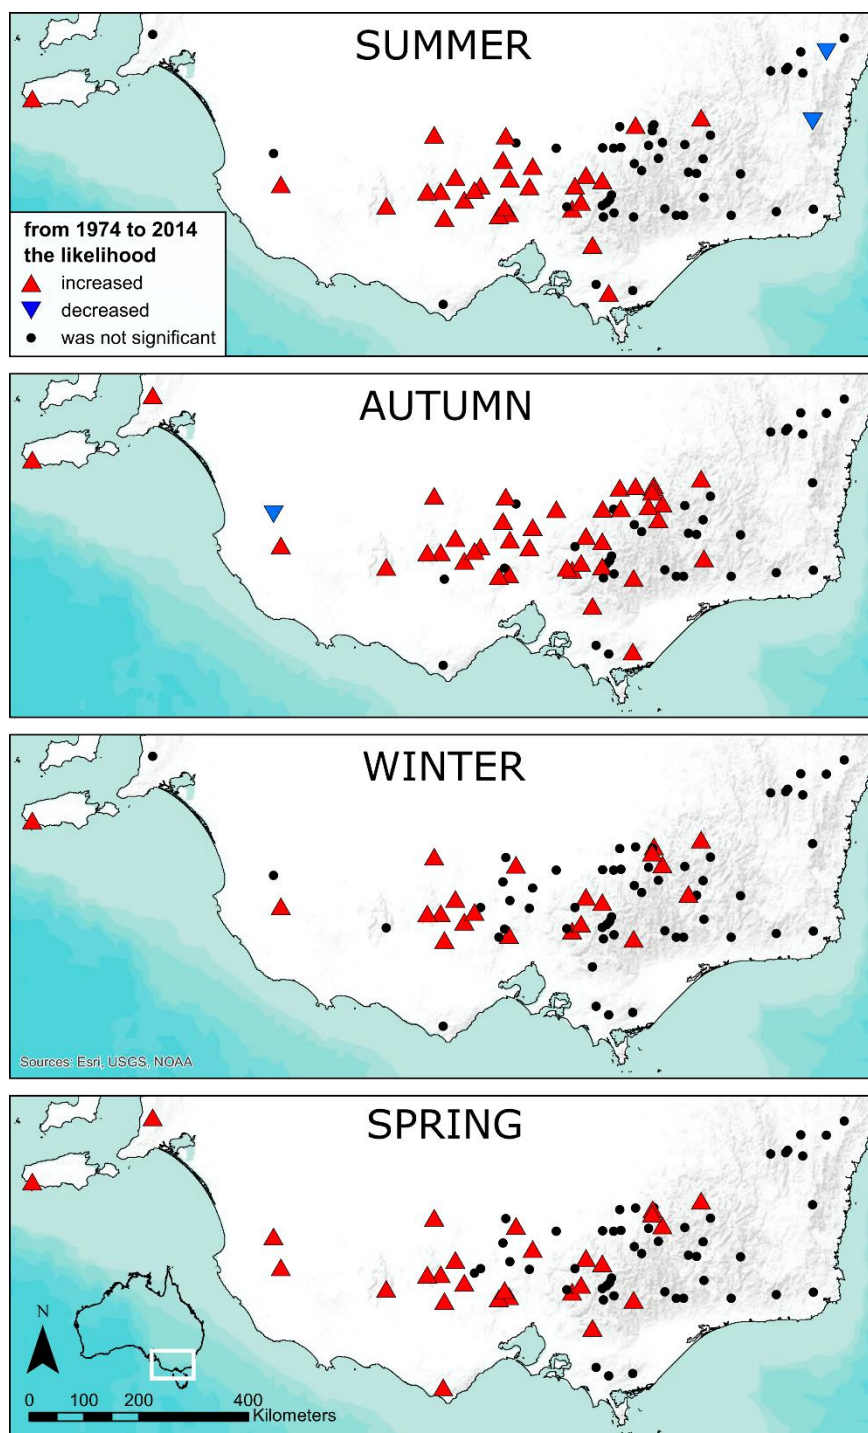 SUMMER
from 1974 to 2014
the likelihood
increased
decreased
was not significant
AUTUMN
WINTER
Sources: Esri, USGS, NOAA
SPRING
N
0 100 200 400
Kilometers